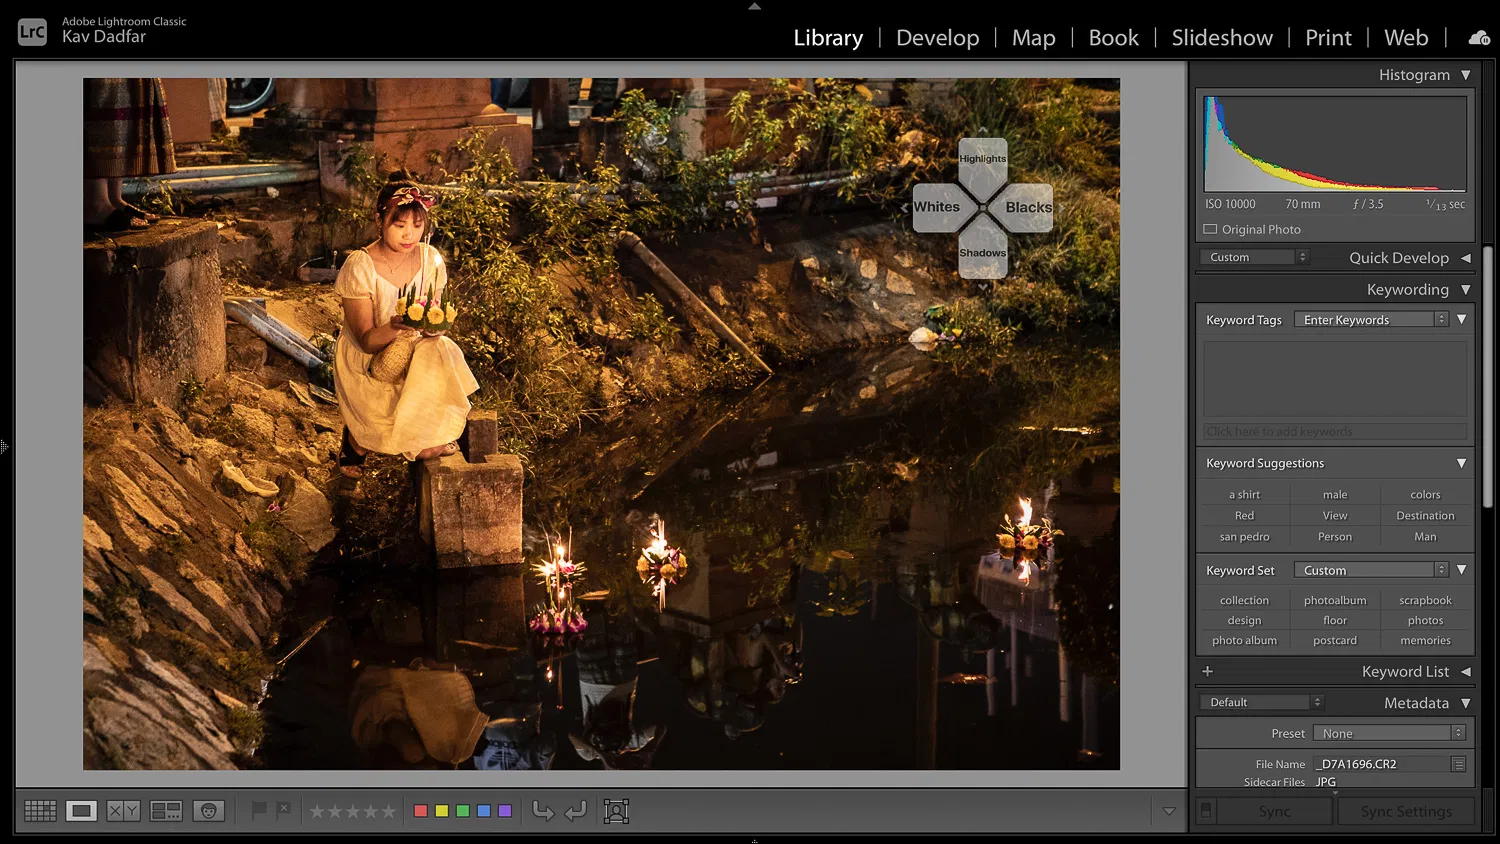 LrC
Adobe Lightroom Classic
Kav Dadfar
Library | Develop | Map | Book | Slideshow | Print | Web |
Highlights
Whites Blacks
Shadows
Histogram
ISO 10000 70 mm ƒ / 3.5 1/13 sec
Original Photo
Custom Quick Develop
Keywording
Keyword Tags Enter Keywords
Click here to add keywords
Keyword Suggestions
a shirt male colors
Red View Destination
san pedro Person Man
Keyword Set Custom
collection photoalbum scrapbook
design floor photos
photo album postcard memories
+ Keyword List
Default Metadata
Preset None
File Name _D7A1696.CR2
Sidecar Files JPG
X Y
Sync Sync Settings